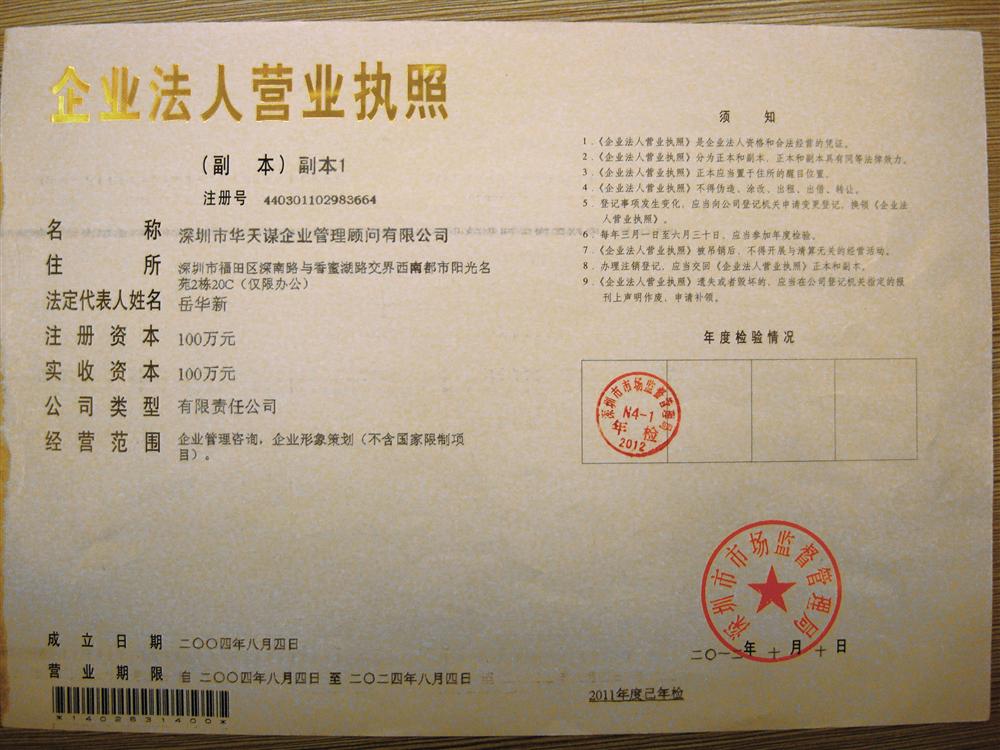 企业法人营业执照
（副 本）副本1
注册号 440301102983664
名 称 深圳市华天谋企业管理顾问有限公司
住 所 深圳市福田区深南路与香蜜湖路交界西南都市阳光名
苑2栋20C（仅限办公）
法定代表人姓名 岳华新
注册资本 100万元
实收资本 100万元
公司类型 有限责任公司
经营范围 企业管理咨询，企业形象策划（不含国家限制项
目）。
成立日期 二〇〇四年八月四日
营业期限 自 二〇〇四年八月四日 至 二〇二四年八月四日
*1402631400*
须 知
1．《企业法人营业执照》是企业法人资格和合法经营的凭证。
2．《企业法人营业执照》分为正本和副本，正本和副本具有同等法律效力。
3．《企业法人营业执照》正本应当置于住所的醒目位置。
4．《企业法人营业执照》不得伪造、涂改、出租、出借、转让。
5．登记事项发生变化，应当向公司登记机关申请变更登记，换领《企业法
人营业执照》。
6．每年三月一日至六月三十日，应当参加年度检验。
7．《企业法人营业执照》被吊销后，不得开展与清算无关的经营活动。
8．办理注销登记，应当交回《企业法人营业执照》正本和副本。
9．《企业法人营业执照》遗失或者毁坏的，应当在公司登记机关指定的报
刊上声明作废，申请补领。
年度检验情况
深圳市市场监督管理局
N4-1
年检
2012
深圳市市场监督管理局
二〇一二年十月十日
2011年度已年检